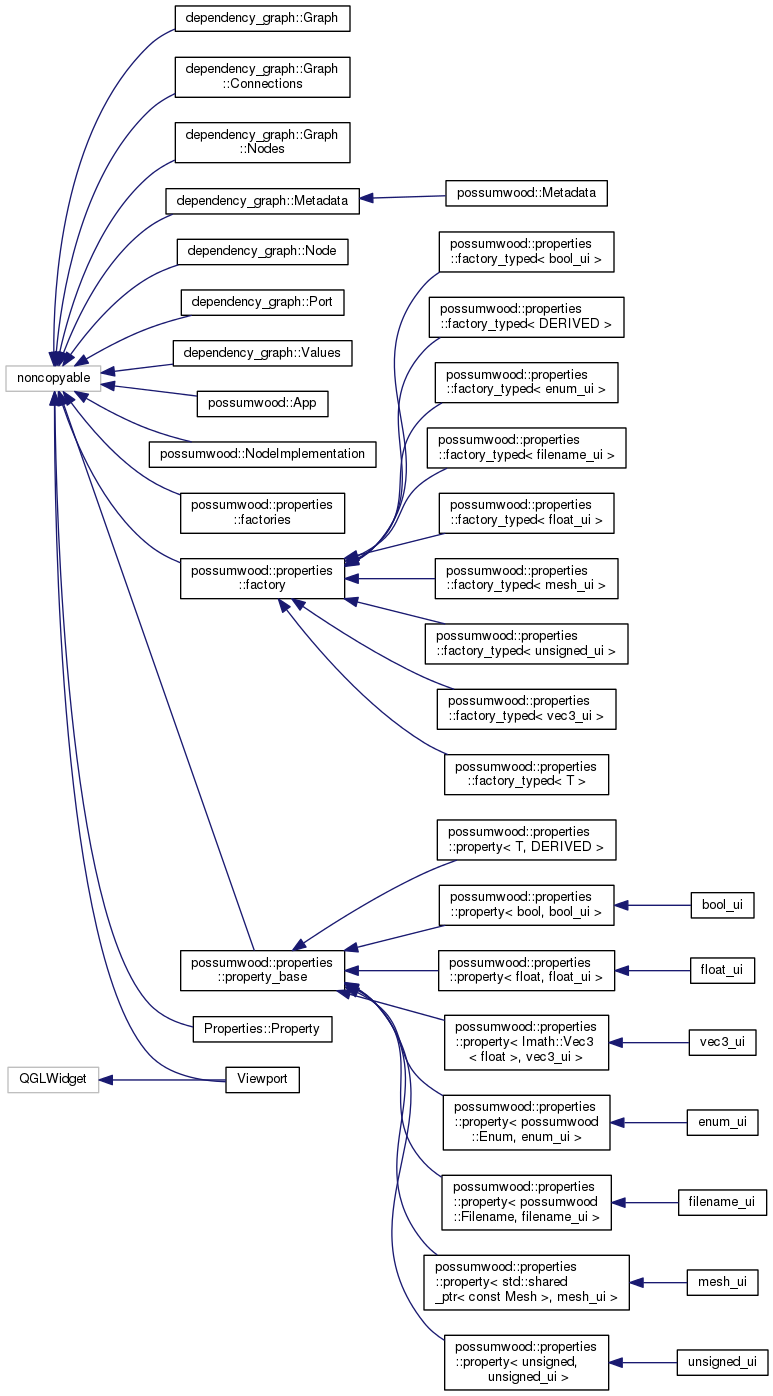 dependency_graph::Graph
dependency_graph::Graph
::Connections
dependency_graph::Graph
::Nodes
dependency_graph::Metadata
possumwood::Metadata
dependency_graph::Node
dependency_graph::Port
dependency_graph::Values
noncopyable
possumwood::App
possumwood::NodeImplementation
possumwood::properties
::factories
possumwood::properties
::factory
possumwood::properties
::factory_typed< bool_ui >
possumwood::properties
::factory_typed< DERIVED >
possumwood::properties
::factory_typed< enum_ui >
possumwood::properties
::factory_typed< filename_ui >
possumwood::properties
::factory_typed< float_ui >
possumwood::properties
::factory_typed< mesh_ui >
possumwood::properties
::factory_typed< unsigned_ui >
possumwood::properties
::factory_typed< vec3_ui >
possumwood::properties
::factory_typed< T >
possumwood::properties
::property_base
possumwood::properties
::property< T, DERIVED >
possumwood::properties
::property< bool, bool_ui >
bool_ui
possumwood::properties
::property< float, float_ui >
float_ui
possumwood::properties
::property< Imath::Vec3
< float >, vec3_ui >
vec3_ui
possumwood::properties
::property< possumwood
::Enum, enum_ui >
enum_ui
possumwood::properties
::property< possumwood
::Filename, filename_ui >
filename_ui
possumwood::properties
::property< std::shared
_ptr< const Mesh >, mesh_ui >
mesh_ui
possumwood::properties
::property< unsigned,
unsigned_ui >
unsigned_ui
Properties::Property
QGLWidget
Viewport